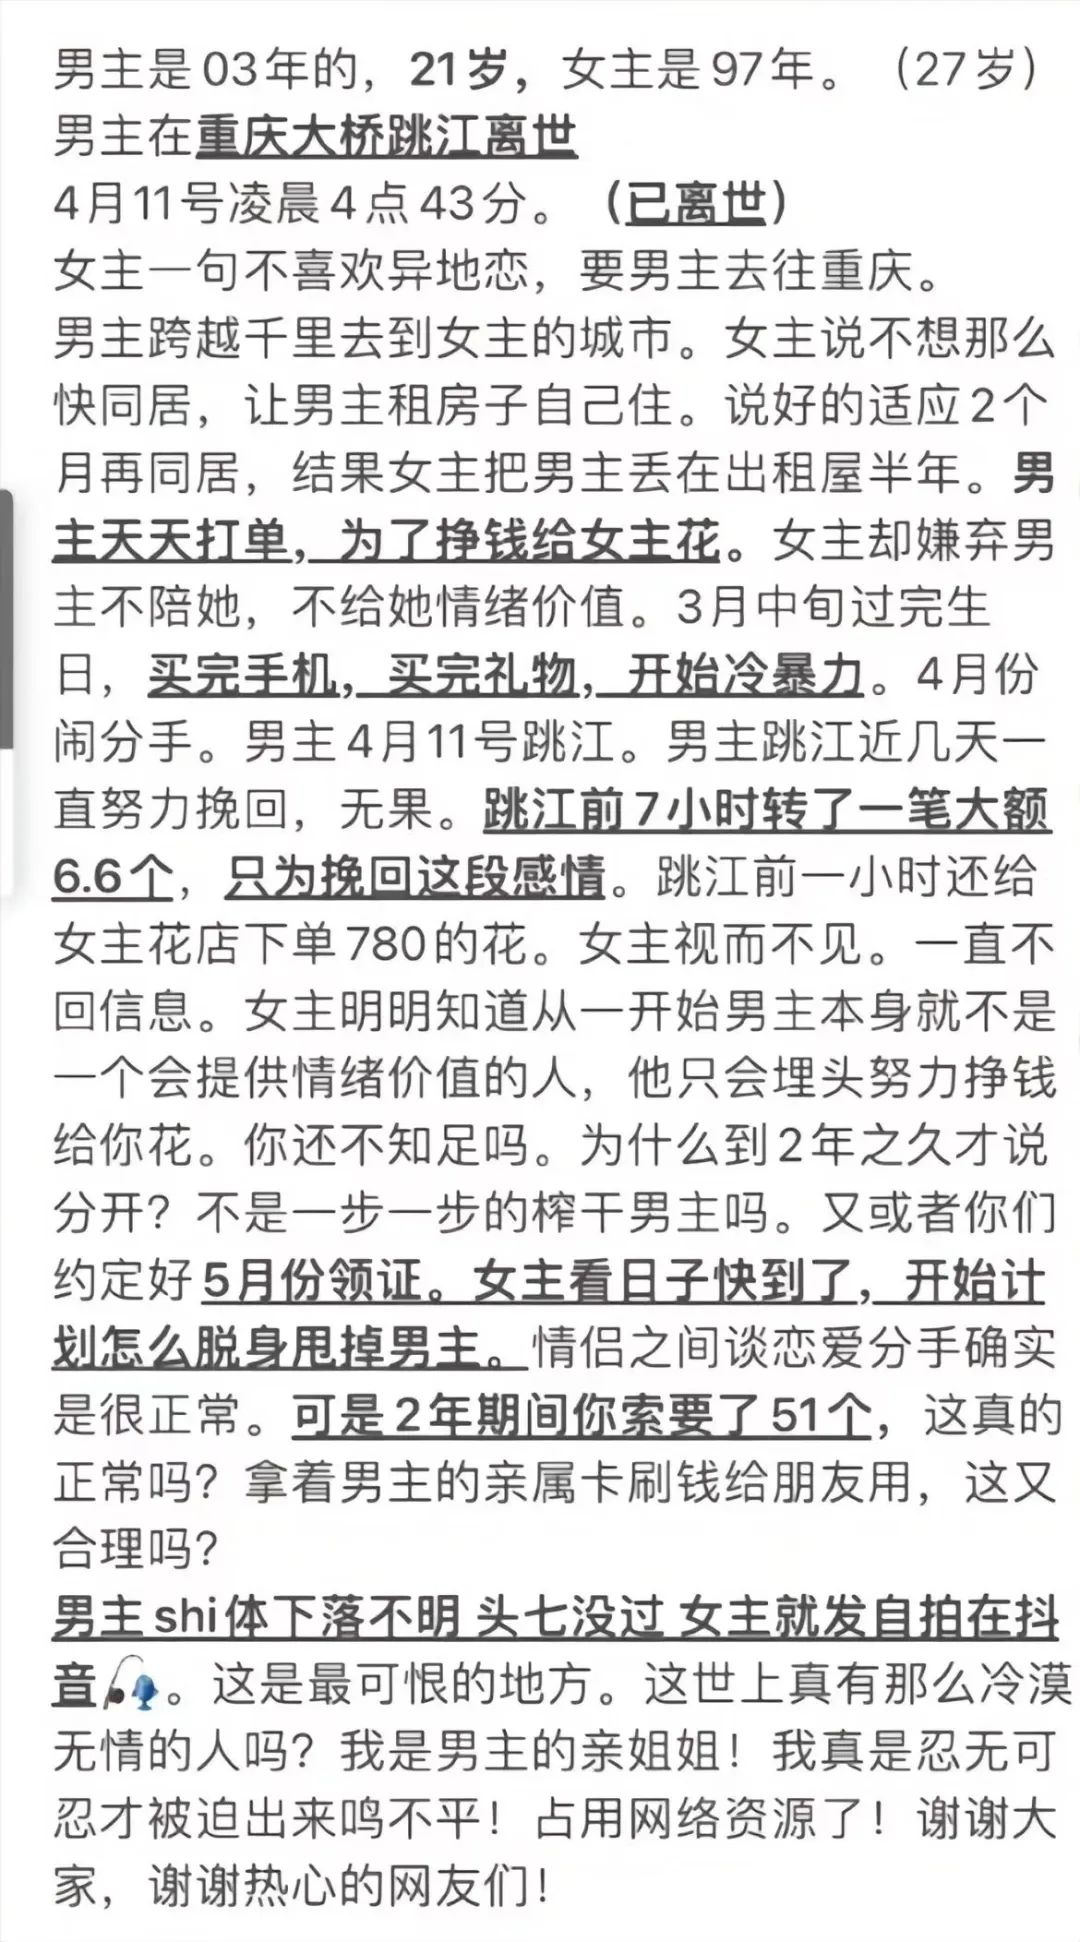 男主是03年的，21岁，女主是97年。（27岁）
男主在重庆大桥跳江离世
4月11号凌晨4点43分。（已离世）
女主一句不喜欢异地恋，要男主去往重庆。
男主跨越千里去到女主的城市。女主说不想那么
快同居，让男主租房子自己住。说好的适应2个
月再同居，结果女主把男主丢在出租屋半年。男
主天天打单，为了挣钱给女主花。女主却嫌弃男
主不陪她，不给她情绪价值。3月中旬过完生
日，买完手机，买完礼物，开始冷暴力。4月份
闹分手。男主4月11号跳江。男主跳江近几天一
直努力挽回，无果。跳江前7小时转了一笔大额
6.6个，只为挽回这段感情。跳江前一小时还给
女主花店下单780的花。女主视而不见。一直不
回信息。女主明明知道从一开始男主本身就不是
一个会提供情绪价值的人，他只会埋头努力挣钱
给你花。你还不知足吗。为什么到2年之久才说
分开？不是一步一步的榨干男主吗。又或者你们
约定好5月份领证。女主看日子快到了，开始计
划怎么脱身甩掉男主。情侣之间谈恋爱分手确实
是很正常。可是2年期间你索要了51个，这真的
正常吗？拿着男主的亲属卡刷钱给朋友用，这又
合理吗？
男主shi体下落不明 头七没过 女主就发自拍在抖
音🎣。这是最可恨的地方。这世上真有那么冷漠
无情的人吗？我是男主的亲姐姐！我真是忍无可
忍才被迫出来鸣不平！占用网络资源了！谢谢大
家，谢谢热心的网友们！